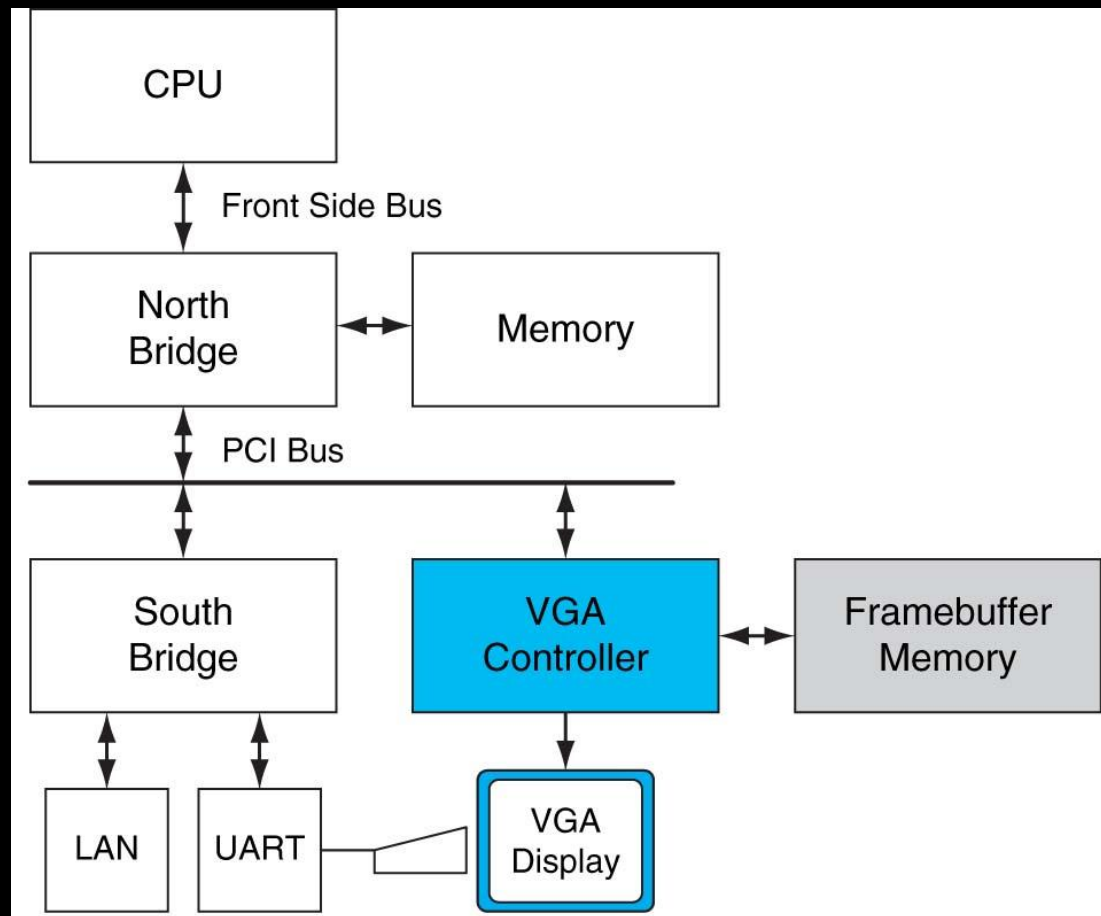 CPU
Front Side Bus
North
Bridge
Memory
PCI Bus
South
Bridge
VGA
Controller
Framebuffer
Memory
LAN
UART
VGA
Display